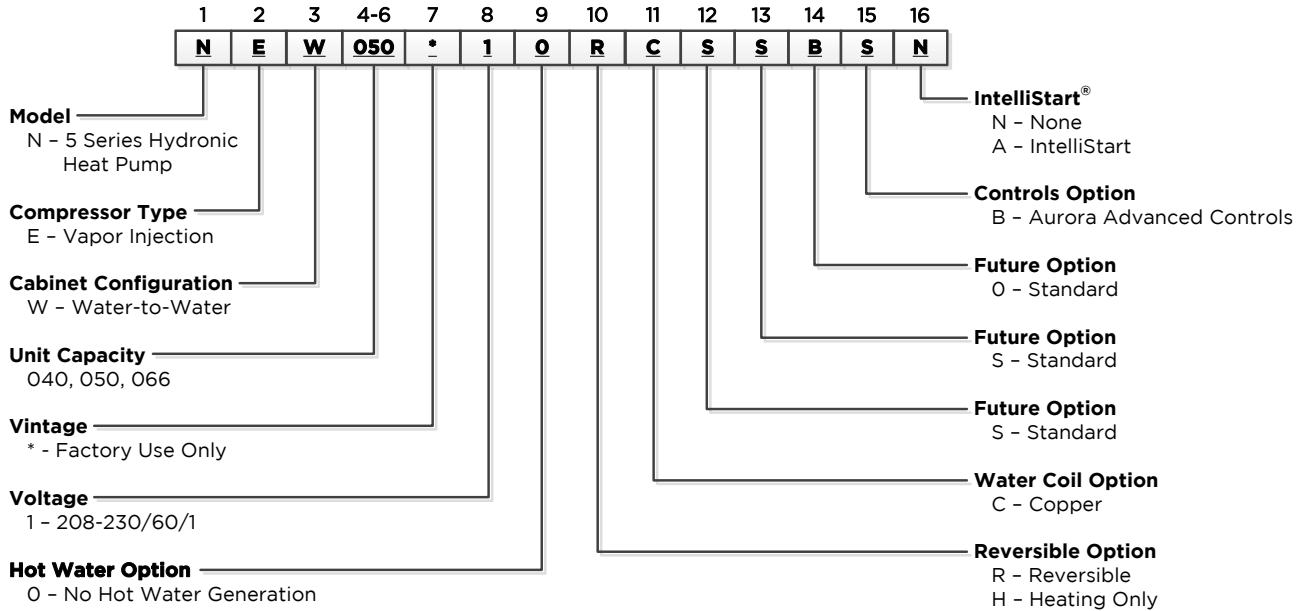 1 2 3 4-6 7 8 9 10 11 12 13 14 15 16
N E W 050 * 1 0 R C S S B S N
Model
N – 5 Series Hydronic
Heat Pump
Compressor Type
E – Vapor Injection
Cabinet Configuration
W – Water-to-Water
Unit Capacity
040, 050, 066
Vintage
* - Factory Use Only
Voltage
1 – 208-230/60/1
Hot Water Option
0 – No Hot Water Generation
IntelliStart®
N – None
A – IntelliStart
Controls Option
B – Aurora Advanced Controls
Future Option
0 – Standard
Future Option
S – Standard
Future Option
S – Standard
Water Coil Option
C – Copper
Reversible Option
R – Reversible
H – Heating Only